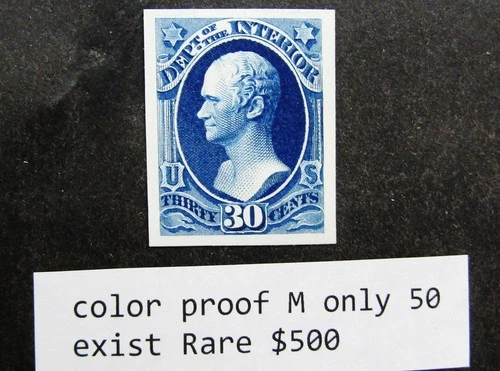 DEPT. OF THE INTERIOR
U S
THIRTY 30 CENTS
color proof M only 50
exist Rare $500